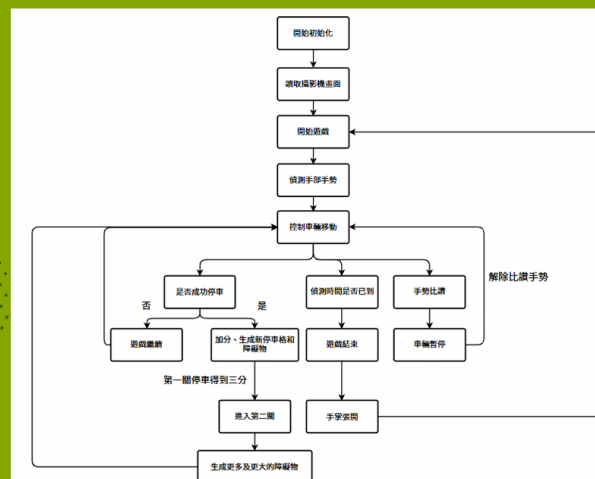 開始初始化
讀取攝影機畫面
開始遊戲
偵測手部手勢
控制車輛移動
是否成功停車
偵測時間是否已到
手勢比讚
解除比讚手勢
否
是
遊戲繼續
加分、生成新停車格和
障礙物
遊戲結束
車輛暫停
第一關停車得到三分
進入第二關
手掌張開
生成更多及更大的障礙物